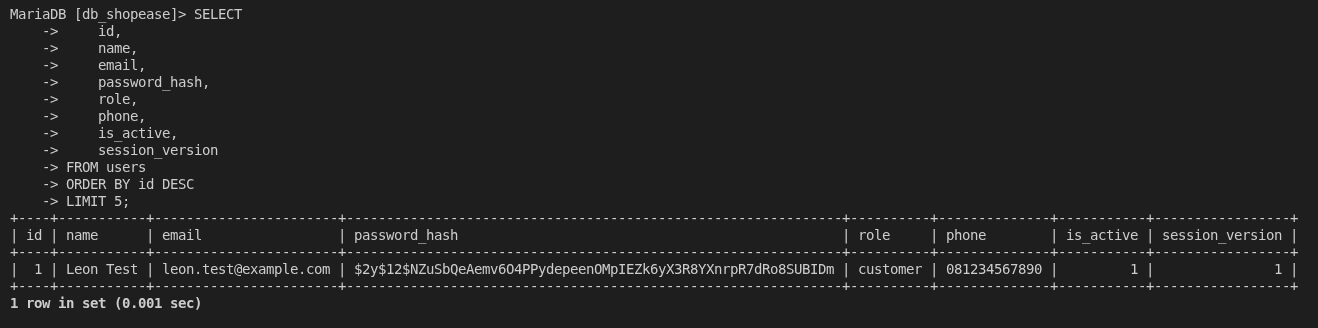 MariaDB [db_shopease]> SELECT
    ->     id,
    ->     name,
    ->     email,
    ->     password_hash,
    ->     role,
    ->     phone,
    ->     is_active,
    ->     session_version
    -> FROM users
    -> ORDER BY id DESC
    -> LIMIT 5;
+----+-----------+-----------------------+--------------------------------------------------------------+----------+--------------+-----------+-----------------+
| id | name      | email                 | password_hash                                                | role     | phone        | is_active | session_version |
+----+-----------+-----------------------+--------------------------------------------------------------+----------+--------------+-----------+-----------------+
|  1 | Leon Test | leon.test@example.com | $2y$12$NZuSbQeAemv6O4PPydepeenOMpIEZk6yX3R8YXnrpR7dRo8SUBIDm | customer | 081234567890 |         1 |               1 |
+----+-----------+-----------------------+--------------------------------------------------------------+----------+--------------+-----------+-----------------+
1 row in set (0.001 sec)